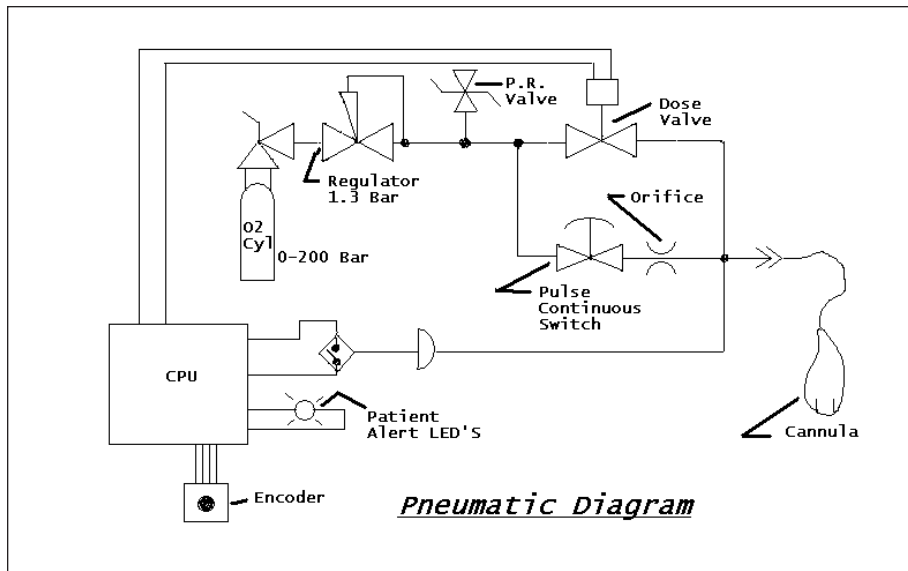 P.R.
Valve
Dose
Valve
Regulator
1.3 Bar
Orifice
O2
Cyl
0-200 Bar
Pulse
Continuous
Switch
CPU
Patient
Alert LED'S
Cannula
Encoder
Pneumatic Diagram